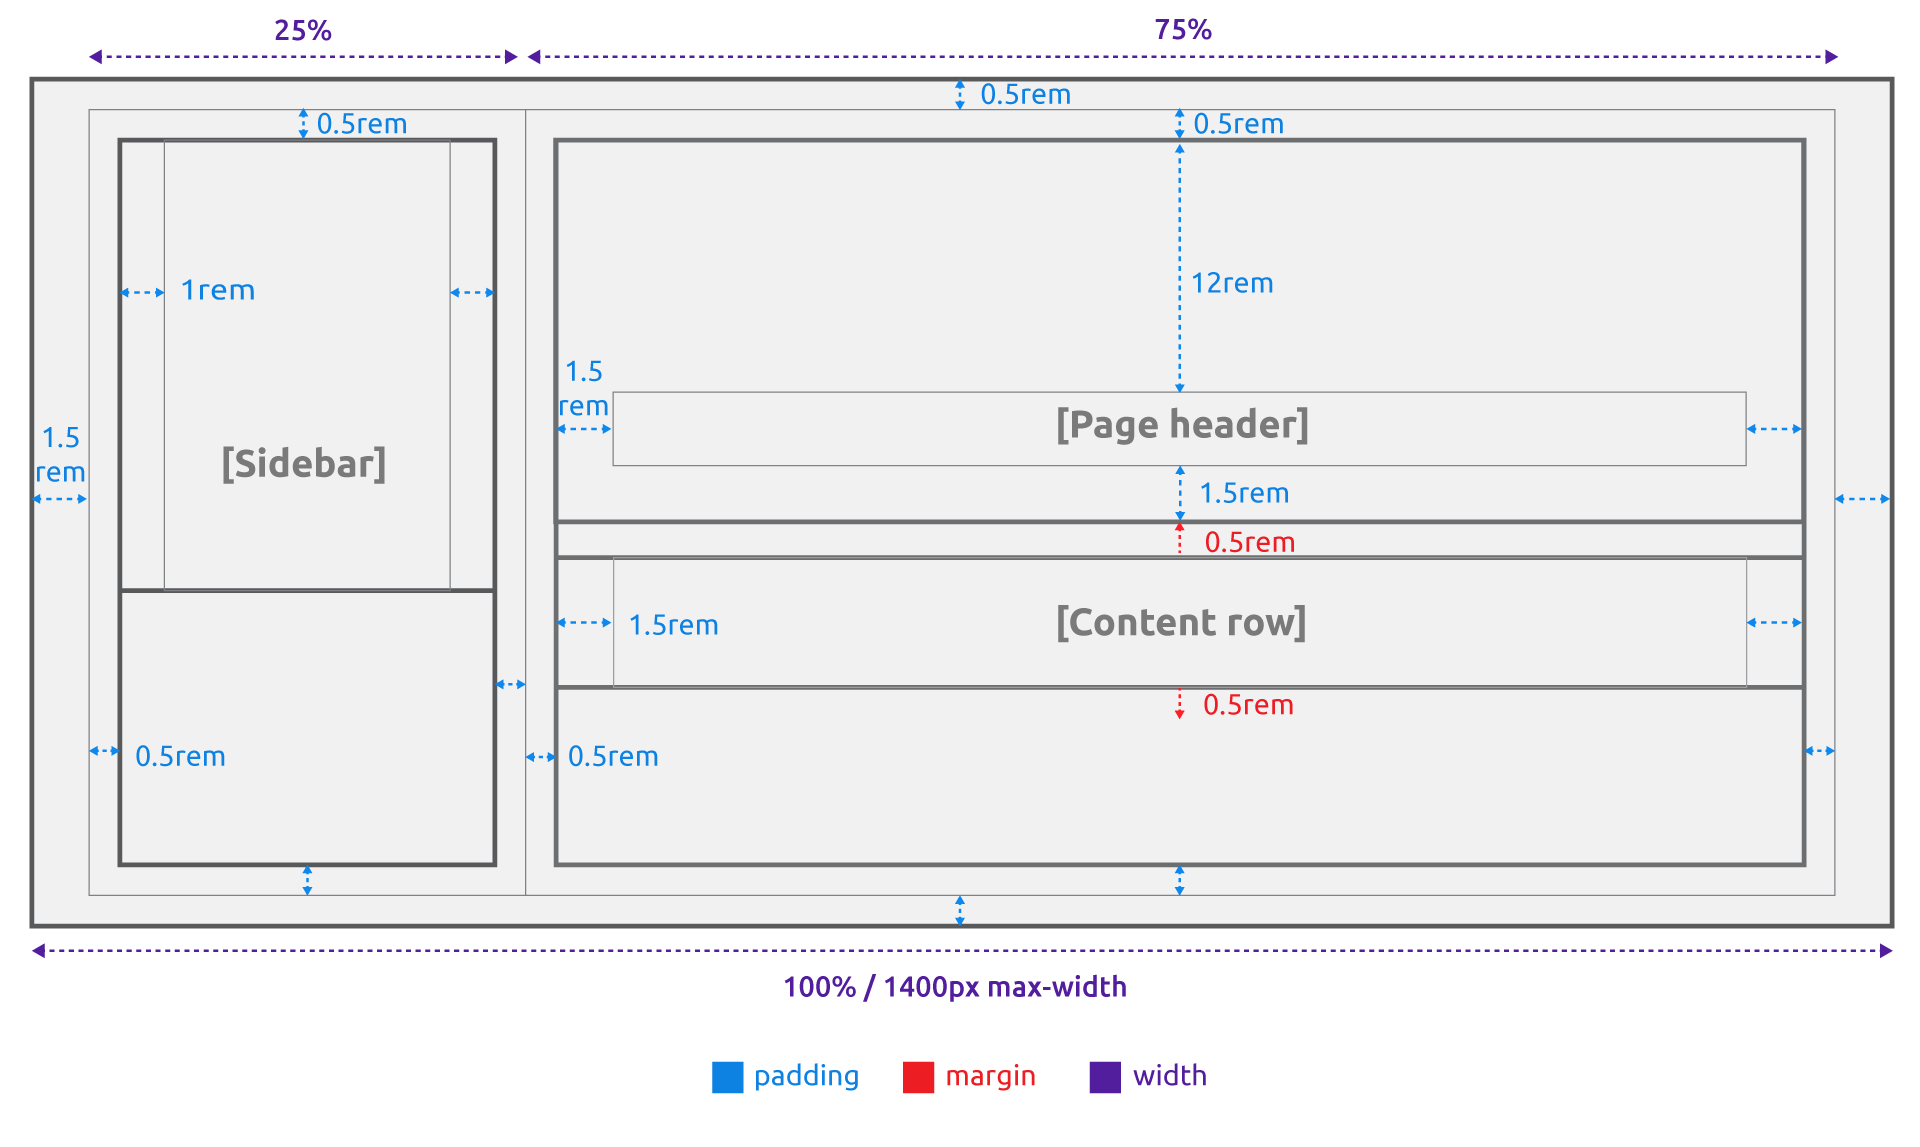 25%
75%
0.5rem
0.5rem
0.5rem
12rem
1rem
1.5
rem
[Page header]
1.5
rem
[Sidebar]
1.5rem
0.5rem
[Content row]
1.5rem
0.5rem
0.5rem
0.5rem
100% / 1400px max-width
padding
margin
width